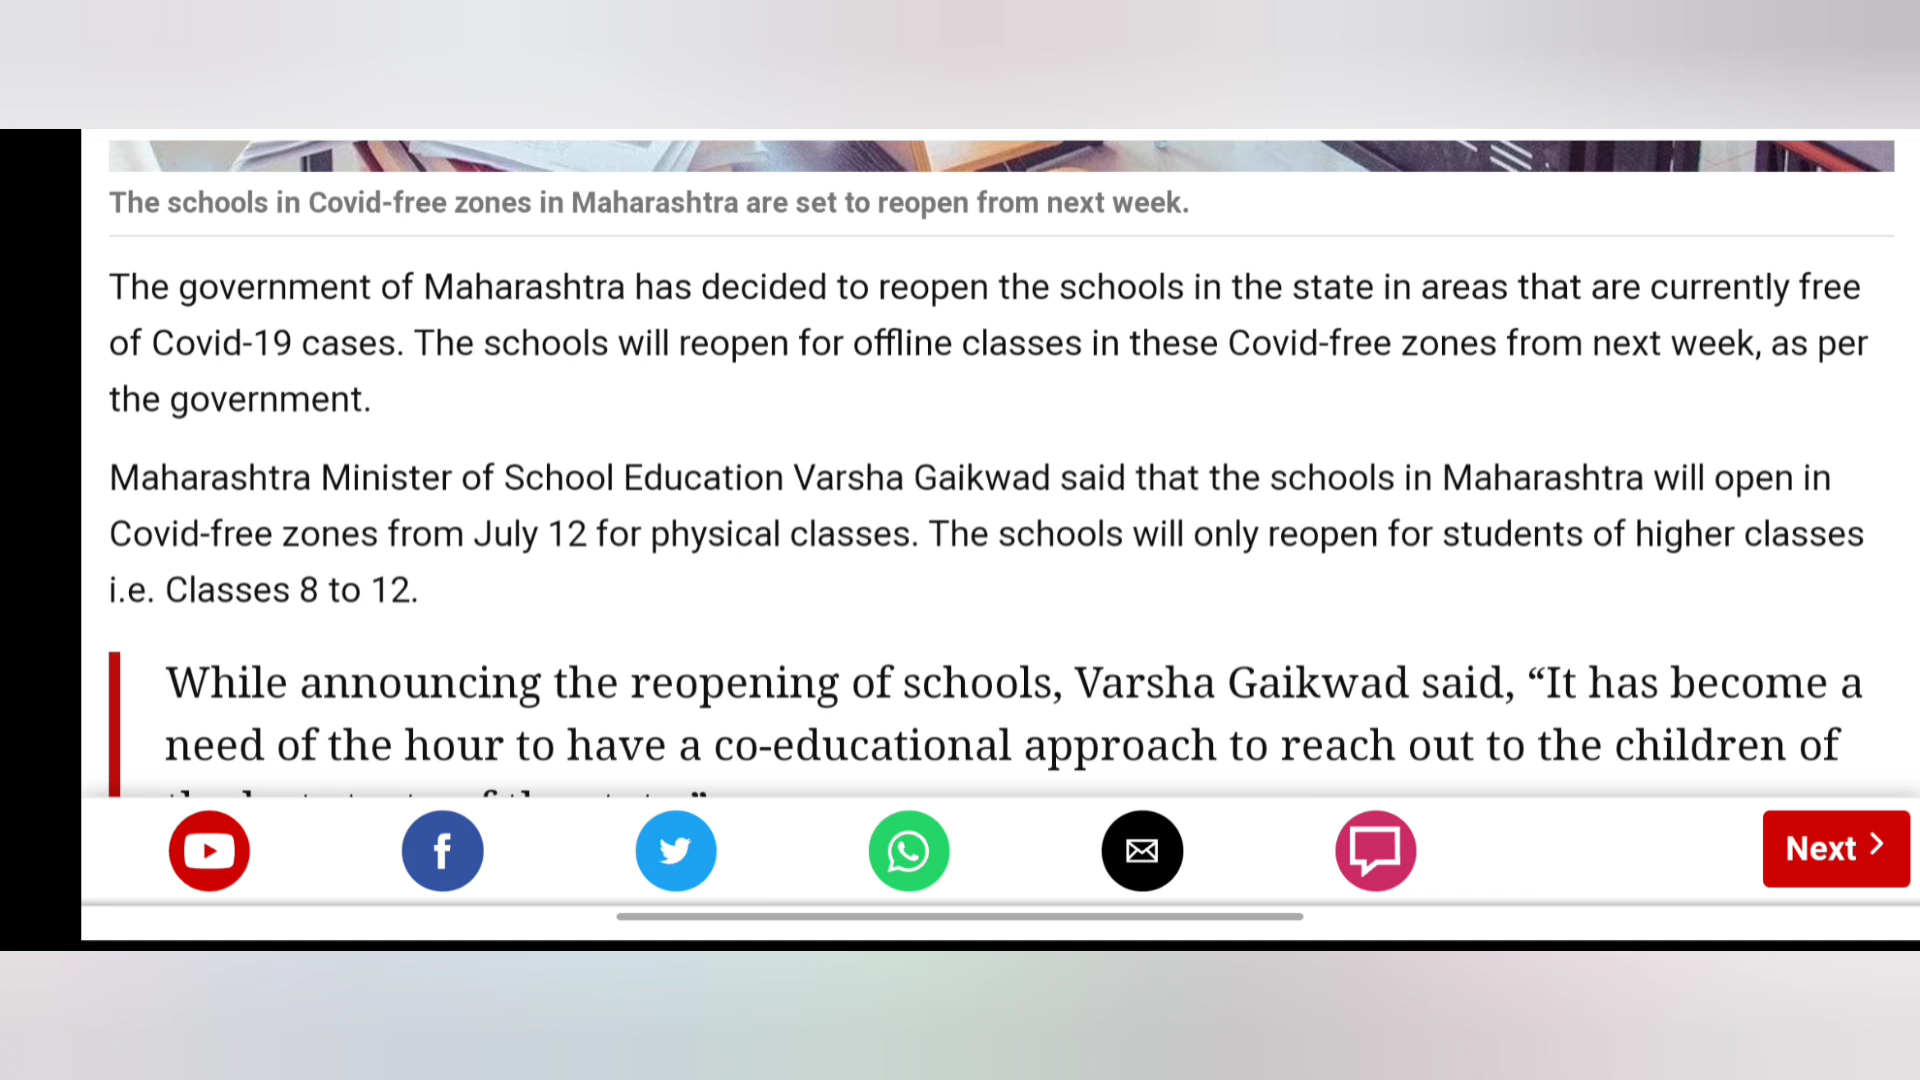 The schools in Covid-free zones in Maharashtra are set to reopen from next week.
The government of Maharashtra has decided to reopen the schools in the state in areas that are currently free
of Covid-19 cases. The schools will reopen for offline classes in these Covid-free zones from next week, as per
the government.
Maharashtra Minister of School Education Varsha Gaikwad said that the schools in Maharashtra will open in
Covid-free zones from July 12 for physical classes. The schools will only reopen for students of higher classes
i.e. Classes 8 to 12.
While announcing the reopening of schools, Varsha Gaikwad said, “It has become a
need of the hour to have a co-educational approach to reach out to the children of
Next